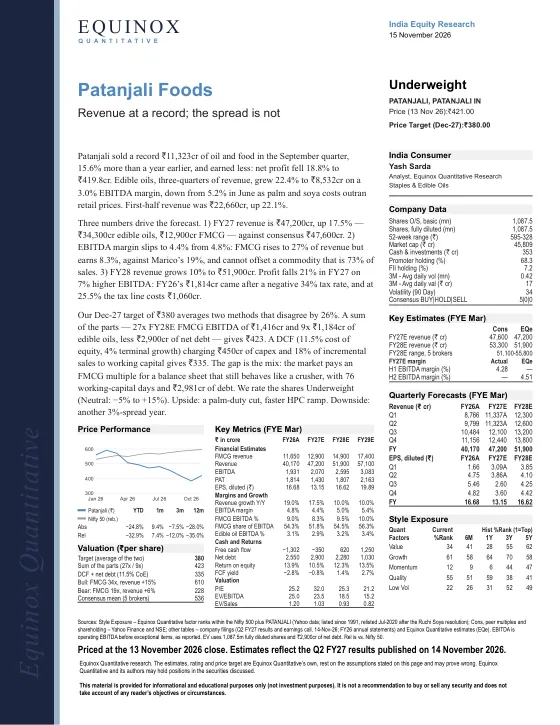 EQUINOX
QUANTITATIVE
India Equity Research
15 November 2026
Patanjali Foods
Revenue at a record; the spread is not
Underweight
PATANJALI, PATANJALI IN
Price (13 Nov 26):₹421.00
Price Target (Dec-27):₹380.00
Patanjali sold a record ₹11,323cr of oil and food in the September quarter,
15.6% more than a year earlier, and earned less: net profit fell 18.8% to
₹419.8cr. Edible oils, three-quarters of revenue, grew 22.4% to ₹8,532cr on a
3.0% EBITDA margin, down from 5.2% in June as palm and soya costs outran
retail prices. First-half revenue was ₹22,660cr, up 22.1%.
Three numbers drive the forecast. 1) FY27 revenue is ₹47,200cr, up 17.5% —
₹34,300cr edible oils, ₹12,900cr FMCG — against consensus ₹47,600cr. 2)
EBITDA margin slips to 4.4% from 4.8%: FMCG rises to 27% of revenue but
earns 8.3%, against Marico's 19%, and cannot offset a commodity that is 73% of
sales. 3) FY28 revenue grows 10% to ₹51,900cr. Profit falls 21% in FY27 on
7% higher EBITDA: FY26's ₹1,814cr came after a negative 34% tax rate, and at
25.5% the tax line costs ₹1,060cr.
Our Dec-27 target of ₹380 averages two methods that disagree by 26%. A sum
of the parts — 27x FY28 FMCG EBITDA of ₹1,416cr and 9x ₹1,184cr of
edible oils, less ₹2,900cr of net debt — gives ₹423. A DCF (11.5% cost of
equity, 4% terminal growth) charging ₹450cr of capex and 18% of incremental
sales to working capital gives ₹335. The gap is the mix: the market pays an
FMCG multiple for a balance sheet that still behaves like a crusher, with 76
working-capital days and ₹2,981cr of debt. We rate the shares Underweight
(Neutral: −5% to +15%). Upside: a palm-duty cut, faster HPC ramp. Downside:
another 3%-spread year.
India Consumer
Yash Sarda
Analyst, Equinox Quantitative Research
Staples & Edible Oils
Company Data
Shares O/S, basic (mn) 1,087.5
Shares, fully diluted (mn) 1,087.5
52-week range (₹) 595-328
Market cap (₹ cr) 45,809
Cash & investments (₹ cr) 353
Promoter holding (%) 68.3
FII holding (%) 7.2
3M - Avg daily vol (mn) 0.42
3M - Avg daily val (₹ cr) 17
Volatility (90 Day) 34
Consensus BUY|HOLD|SELL 5|0|0
Key Estimates (FYE Mar)
Cons EQe
FY27E revenue (₹ cr) 47,600 47,200
FY28E revenue (₹ cr) 53,300 51,900
FY28E range, 5 brokers 51,100-55,800
FY27E margin Actual EQe
H1 EBITDA margin (%) 4.28 —
H2 EBITDA margin (%) — 4.51
Quarterly Forecasts (FYE Mar)
Revenue (₹ cr) FY26A FY27E FY28E
Q1 8,766 11,337A 12,300
Q2 9,799 11,323A 12,600
Q3 10,484 12,100 13,200
Q4 11,156 12,440 13,800
FY 40,170 47,200 51,900
EPS, diluted (₹) FY26A FY27E FY28E
Q1 1.66 3.09A 3.85
Q2 4.75 3.86A 4.10
Q3 5.46 2.60 4.25
Q4 4.82 3.60 4.42
FY 16.68 13.15 16.62
Style Exposure
Quant Current Hist %Rank (1=Top)
Factors %Rank 6M 1Y 3Y 5Y
Value 34 41 28 55 62
Growth 61 58 64 70 58
Momentum 12 9 6 44 47
Quality 55 51 59 38 41
Low Vol 22 26 31 52 49
Price Performance
600
500
400
300
Jan 26 Apr 26 Jul 26 Oct 26
Patanjali (₹) YTD 1m 3m 12m
Nifty 50 (reb.)
Abs −24.8% 9.4% −7.5% −28.0%
Rel −32.9% 7.4% −12.0% −35.0%
Valuation (₹/per share)
Target (average of the two) 380
Sum of the parts (27x / 9x) 423
DCF + net debt (11.5% CoE) 335
Bull: FMCG 34x, revenue +15% 610
Bear: FMCG 19x, revenue +6% 228
Consensus mean (5 brokers) 536
Key Metrics (FYE Mar)
₹ in crore FY26A FY27E FY28E FY29E
Financial Estimates
FMCG revenue 11,650 12,900 14,900 17,400
Revenue 40,170 47,200 51,900 57,100
EBITDA 1,931 2,070 2,595 3,083
PAT 1,814 1,430 1,807 2,163
EPS, diluted (₹) 16.68 13.15 16.62 19.89
Margins and Growth
Revenue growth Y/Y 19.0% 17.5% 10.0% 10.0%
EBITDA margin 4.8% 4.4% 5.0% 5.4%
FMCG EBITDA % 9.0% 8.3% 9.5% 10.0%
FMCG share of EBITDA 54.3% 51.8% 54.5% 56.3%
Edible oil EBITDA % 3.1% 2.9% 3.2% 3.4%
Cash and Returns
Free cash flow −1,302 −350 620 1,250
Net debt 2,550 2,900 2,280 1,030
Return on equity 13.9% 10.5% 12.3% 13.5%
FCF yield −2.8% −0.8% 1.4% 2.7%
Valuation
P/E 25.2 32.0 25.3 21.2
EV/EBITDA 25.0 23.5 18.5 15.2
EV/Sales 1.20 1.03 0.93 0.82
Sources: Style Exposure – Equinox Quantitative factor ranks within the Nifty 500 plus PATANJALI (Yahoo date; listed since 1991, related Jul-2020 after the Ruchi Soya resolution); Cons, peer multiples and
shareholding – Yahoo Finance and NSE; other tables – company filings (Q2 FY27 results and earnings call, 14-Nov-26; FY26 annual statements) and Equinox Quantitative estimates (EQe). EBITDA is
operating EBITDA before exceptional items, as reported. EV uses 1,087.5m fully diluted shares and ₹2,900cr of net debt. Rel is vs. Nifty 50.
Priced at the 13 November 2026 close. Estimates reflect the Q2 FY27 results published on 14 November 2026.
Equinox Quantitative research. The estimates, rating and price target are Equinox Quantitative's own, rest on the assumptions stated on this page and may prove wrong. Equinox
Quantitative and its authors may hold positions in the securities discussed.
This material is provided for informational and educational purposes only (not investment purposes). It is not a recommendation to buy or sell any security and does not
take account of any reader's objectives or circumstances.
Equinox Quantitative